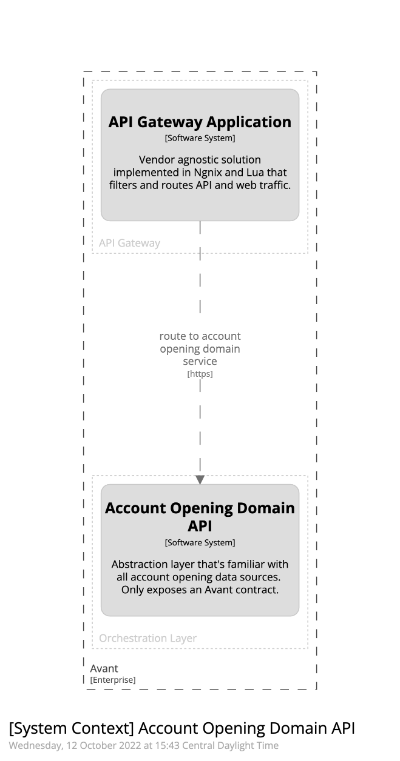 API Gateway Application
[Software System]
Vendor agnostic solution
implemented in Ngnix and Lua that
filters and routes API and web traffic.
API Gateway
route to account
opening domain
service
[https]
Account Opening Domain
API
[Software System]
Abstraction layer that's familiar with
all account opening data sources.
Only exposes an Avant contract.
Orchestration Layer
Avant
[Enterprise]
[System Context] Account Opening Domain API
Wednesday, 12 October 2022 at 15:43 Central Daylight Time